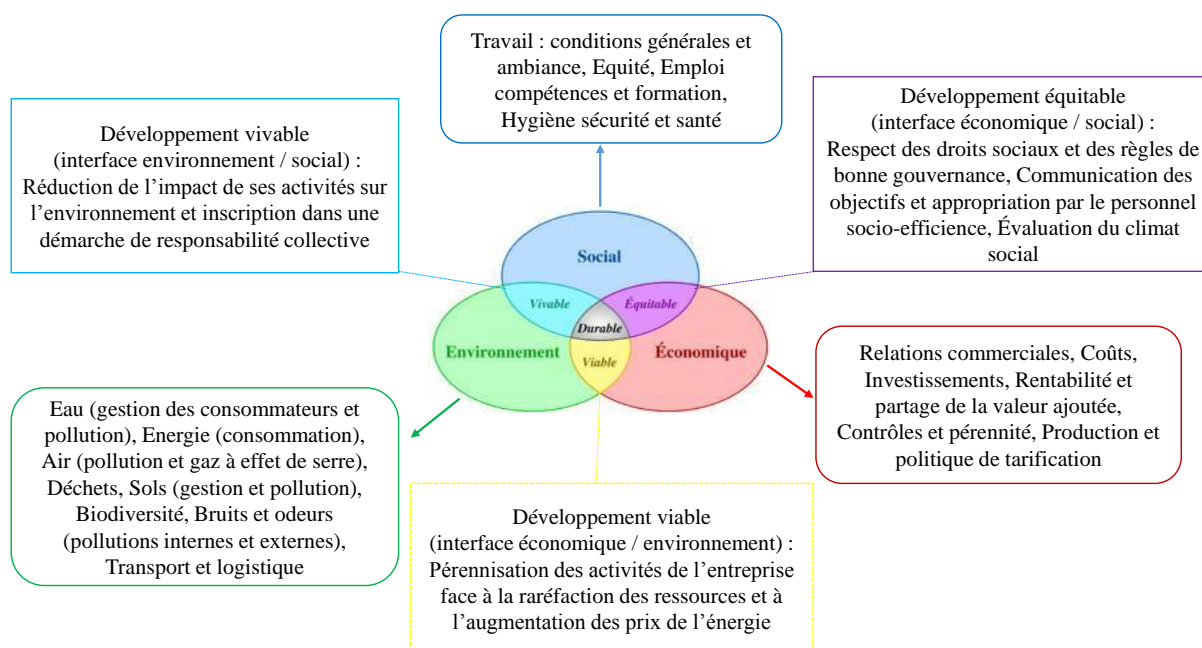 Travail : conditions générales et
ambiance, Equité, Emploi
compétences et formation,
Hygiène sécurité et santé
Développement vivable
(interface environnement / social) :
Réduction de l’impact de ses activités sur
l’environnement et inscription dans une
démarche de responsabilité collective
Développement équitable
(interface économique / social) :
Respect des droits sociaux et des règles de
bonne gouvernance, Communication des
objectifs et appropriation par le personnel
socio-efficience, Évaluation du climat
social
Social
Vivable
Équitable
Durable
Environnement
Économique
Viable
Relations commerciales, Coûts,
Investissements, Rentabilité et
partage de la valeur ajoutée,
Contrôles et pérennité, Production et
politique de tarification
Eau (gestion des consommateurs et
pollution), Energie (consommation),
Air (pollution et gaz à effet de serre),
Déchets, Sols (gestion et pollution),
Biodiversité, Bruits et odeurs
(pollutions internes et externes),
Transport et logistique
Développement viable
(interface économique / environnement) :
Pérennisation des activités de l’entreprise
face à la raréfaction des ressources et à
l’augmentation des prix de l’énergie